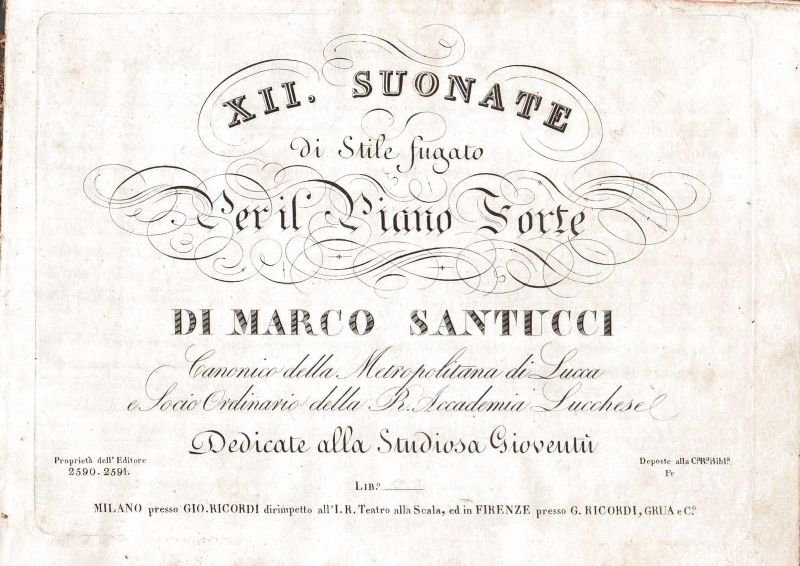 XII. SUONATE
di Stile fugato
Per il Piano Forte
DI MARCO SANTUCCI
Canonico della Metropolitana di Lucca
e Socio Ordinario della R. Accademia Lucchese
Dedicate alla Studiosa Gioventù
Proprietà dell' Editore
2590. 2591.
Deposte alla C.ª R.ª Bibl.ª
Fr
LIB.º
MILANO presso GIO. RICORDI dirimpetto all' I. R. Teatro alla Scala, ed in FIRENZE presso G. RICORDI, GRUA e C.º